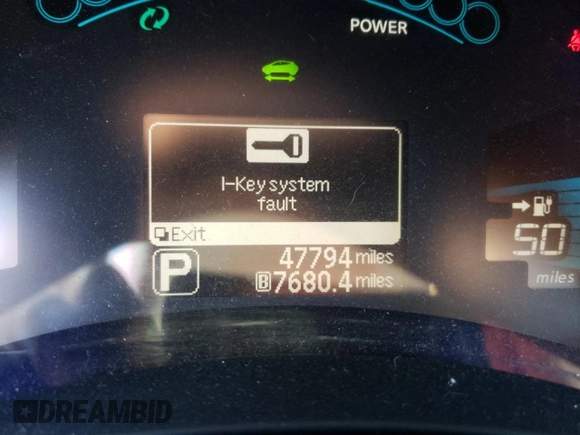 POWER
I-Key system
fault
Exit
47794 miles
P
B 7680.4 miles
50
miles
DREAMBID